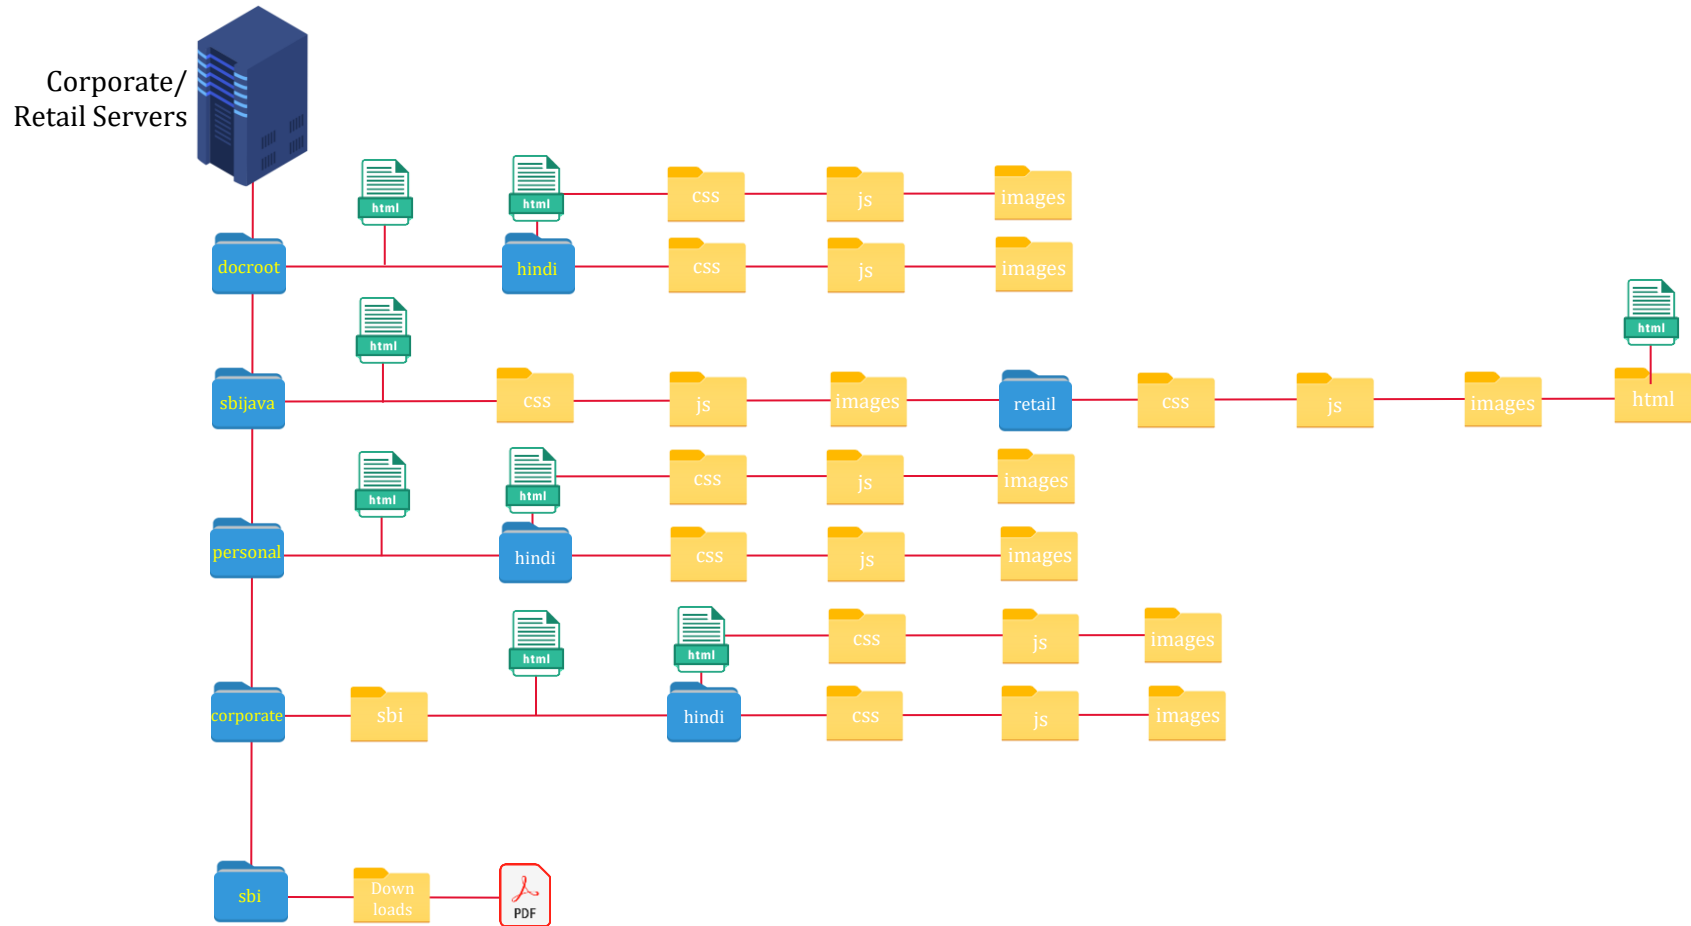 Corporate/
Retail Servers
html
html
css
js
images
docroot
hindi
css
js
images
html
html
sbijava
css
js
images
retail
css
js
images
html
html
html
css
js
images
personal
hindi
css
js
images
html
html
css
js
images
corporate
sbi
hindi
css
js
images
sbi
Down
loads
PDF